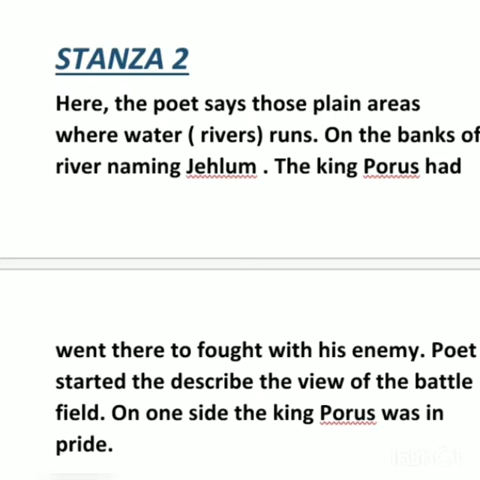 STANZA 2
Here, the poet says those plain areas
where water ( rivers) runs. On the banks of
river naming Jehlum . The king Porus had
went there to fought with his enemy. Poet
started the describe the view of the battle
field. On one side the king Porus was in
pride.